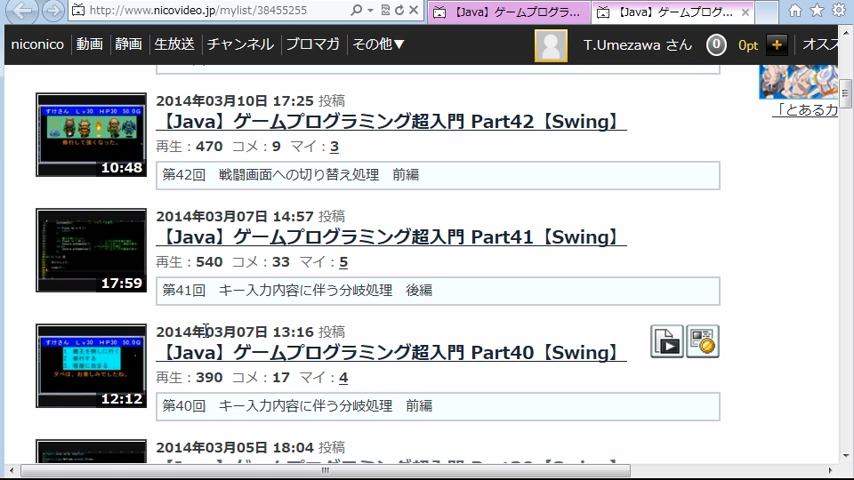 http://www.nicovideo.jp/mylist/38455255
【Java】ゲームプログラ...
【Java】ゲームプログ...
niconico 動画 静画 生放送 チャンネル ブロマガ その他▼
T.Umezawa さん 0 0pt + オスス
2014年03月10日 17:25 投稿
【Java】ゲームプログラミング超入門 Part42【Swing】
再生：470 コメ：9 マイ：3
第42回 戦闘画面への切り替え処理 前編
10:48
「とあるカ
2014年03月07日 14:57 投稿
【Java】ゲームプログラミング超入門 Part41【Swing】
再生：540 コメ：33 マイ：5
第41回 キー入力内容に伴う分岐処理 後編
17:59
2014年03月07日 13:16 投稿
【Java】ゲームプログラミング超入門 Part40【Swing】
再生：390 コメ：17 マイ：4
第40回 キー入力内容に伴う分岐処理 前編
12:12
2014年03月05日 18:04 投稿